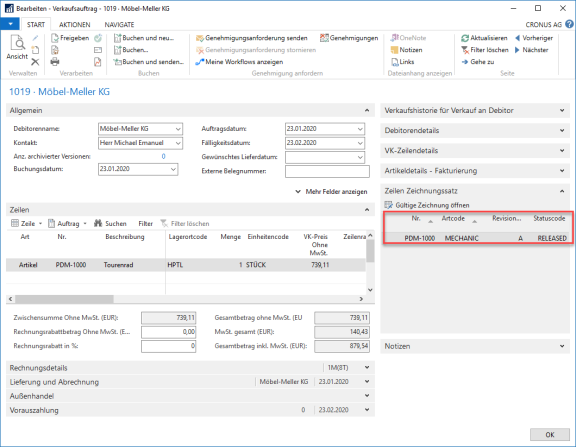 Bearbeiten - Verkaufsauftrag - 1019 · Möbel-Meller KG
START AKTIONEN NAVIGATE CRONUS AG
Ansicht
Verwalten
Freigeben
Verarbeiten
Buchen und neu...
Buchen...
Buchen und senden...
Buchen
Genehmigungsanforderung senden Genehmigungen
Genehmigungsanforderung stornieren
Meine Workflows anzeigen
Genehmigung anfordern
OneNote
Notizen
Links
Dateianhang anzeigen
Aktualisieren Vorheriger
Filter löschen Nächster
Gehe zu
Seite
1019 · Möbel-Meller KG
Allgemein
Debitorenname: Möbel-Meller KG
Kontakt: Herr Michael Emanuel
Anz. archivierter Versionen: 0
Buchungsdatum: 23.01.2020
Auftragsdatum: 23.01.2020
Fälligkeitsdatum: 23.02.2020
Gewünschtes Lieferdatum:
Externe Belegnummer:
Mehr Felder anzeigen
Zeilen
Zeile Auftrag Suchen Filter Filter löschen
Art Nr. Beschreibung Lagerortcode Menge Einheitencode VK-Preis Ohne MwSt. Zeilenra
Artikel PDM-1000 Tourenrad HPTL 1 STÜCK 739,11
Zwischensumme Ohne MwSt. (EUR): 739,11
Rechnungsrabattbetrag Ohne MwSt. (E... 0,00
Rechnungsrabatt in %: 0
Gesamtbetrag ohne MwSt. (EU 739,11
MwSt. gesamt (EUR): 140,43
Gesamtbetrag inkl. MwSt. (EUR): 879,54
Rechnungsdetails 1M(8T)
Lieferung und Abrechnung Möbel-Meller KG 23.01.2020
Außenhandel
Vorauszahlung 0 23.02.2020
Verkaufshistorie für Verkauf an Debitor
Debitorendetails
VK-Zeilendetails
Artikeldetails - Fakturierung
Zeilen Zeichnungssatz
Gültige Zeichnung öffnen
Nr. Artcode Revision... Statuscode
PDM-1000 MECHANIC A RELEASED
Notizen
OK